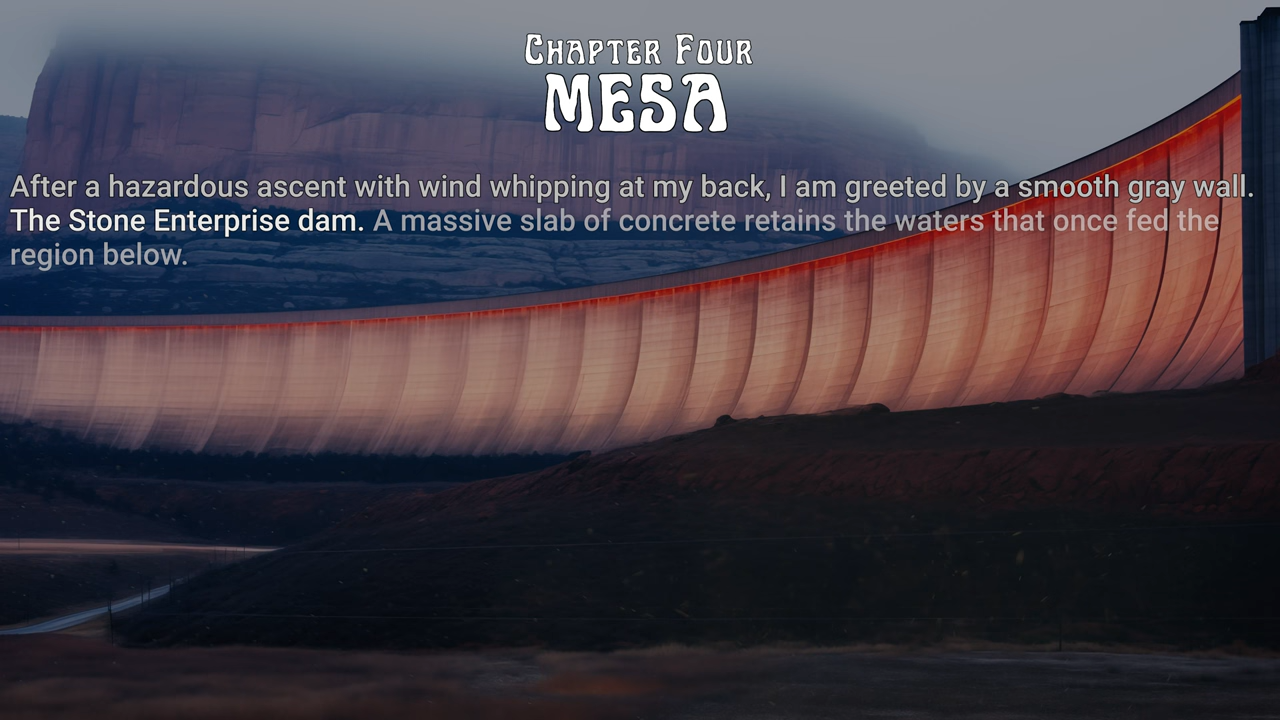 Chapter Four
MESA
After a hazardous ascent with wind whipping at my back, I am greeted by a smooth gray wall.
The Stone Enterprise dam. A massive slab of concrete retains the waters that once fed the
region below.